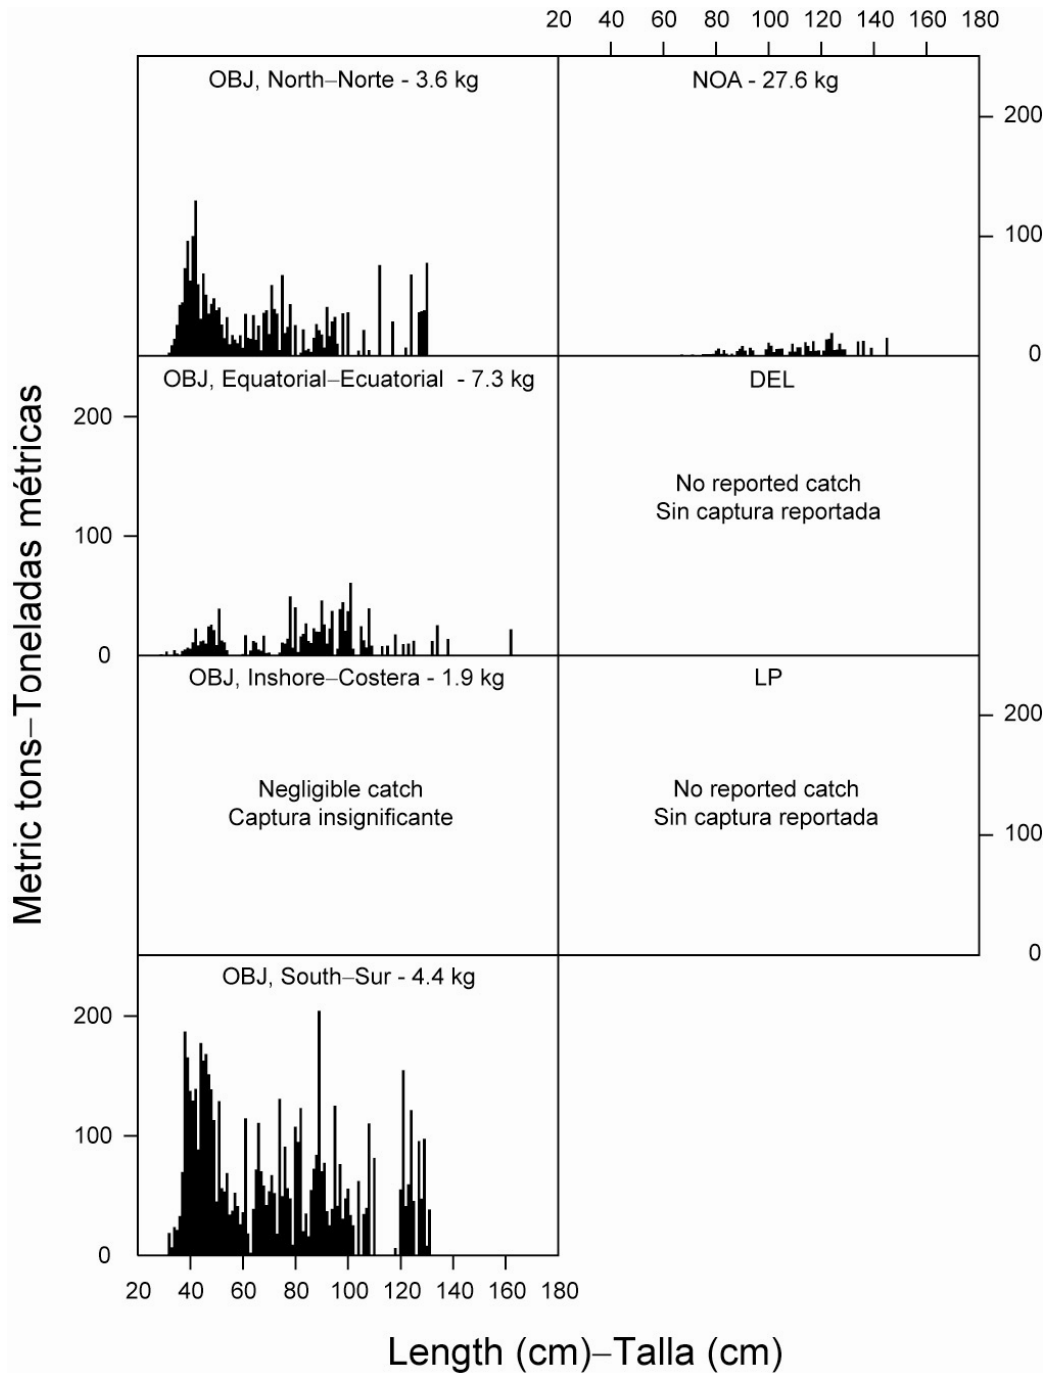 20 40 60 80 100 120 140 160 180
OBJ, North–Norte - 3.6 kg
NOA - 27.6 kg
200
100
0
OBJ, Equatorial–Ecuatorial - 7.3 kg
DEL
200
100
0
No reported catch
Sin captura reportada
OBJ, Inshore–Costera - 1.9 kg
LP
Negligible catch
Captura insignificante
No reported catch
Sin captura reportada
200
100
0
OBJ, South–Sur - 4.4 kg
200
100
0
20 40 60 80 100 120 140 160 180
Metric tons–Toneladas métricas
Length (cm)–Talla (cm)